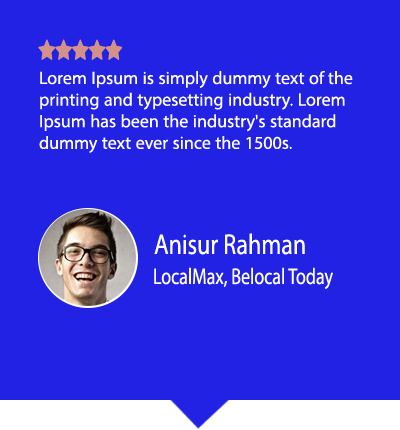 Lorem Ipsum is simply dummy text of the
printing and typesetting industry. Lorem
Ipsum has been the industry's standard
dummy text ever since the 1500s.
Anisur Rahman
LocalMax, Belocal Today